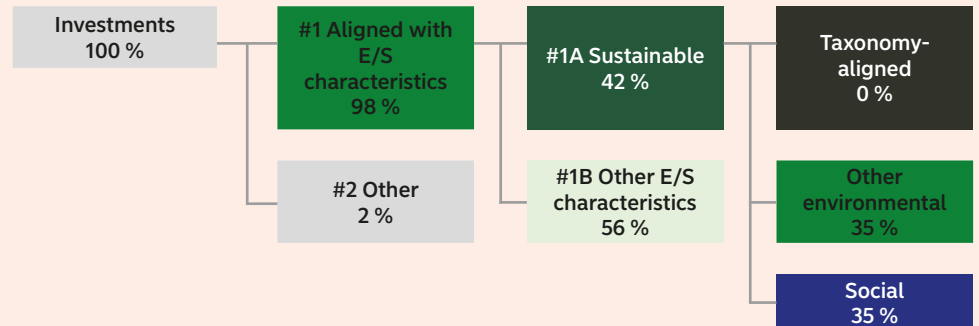 Investments
100 %
#1 Aligned with
E/S
characteristics
98 %
#1A Sustainable
42 %
Taxonomy-
aligned
0 %
#2 Other
2 %
#1B Other E/S
characteristics
56 %
Other
environmental
35 %
Social
35 %